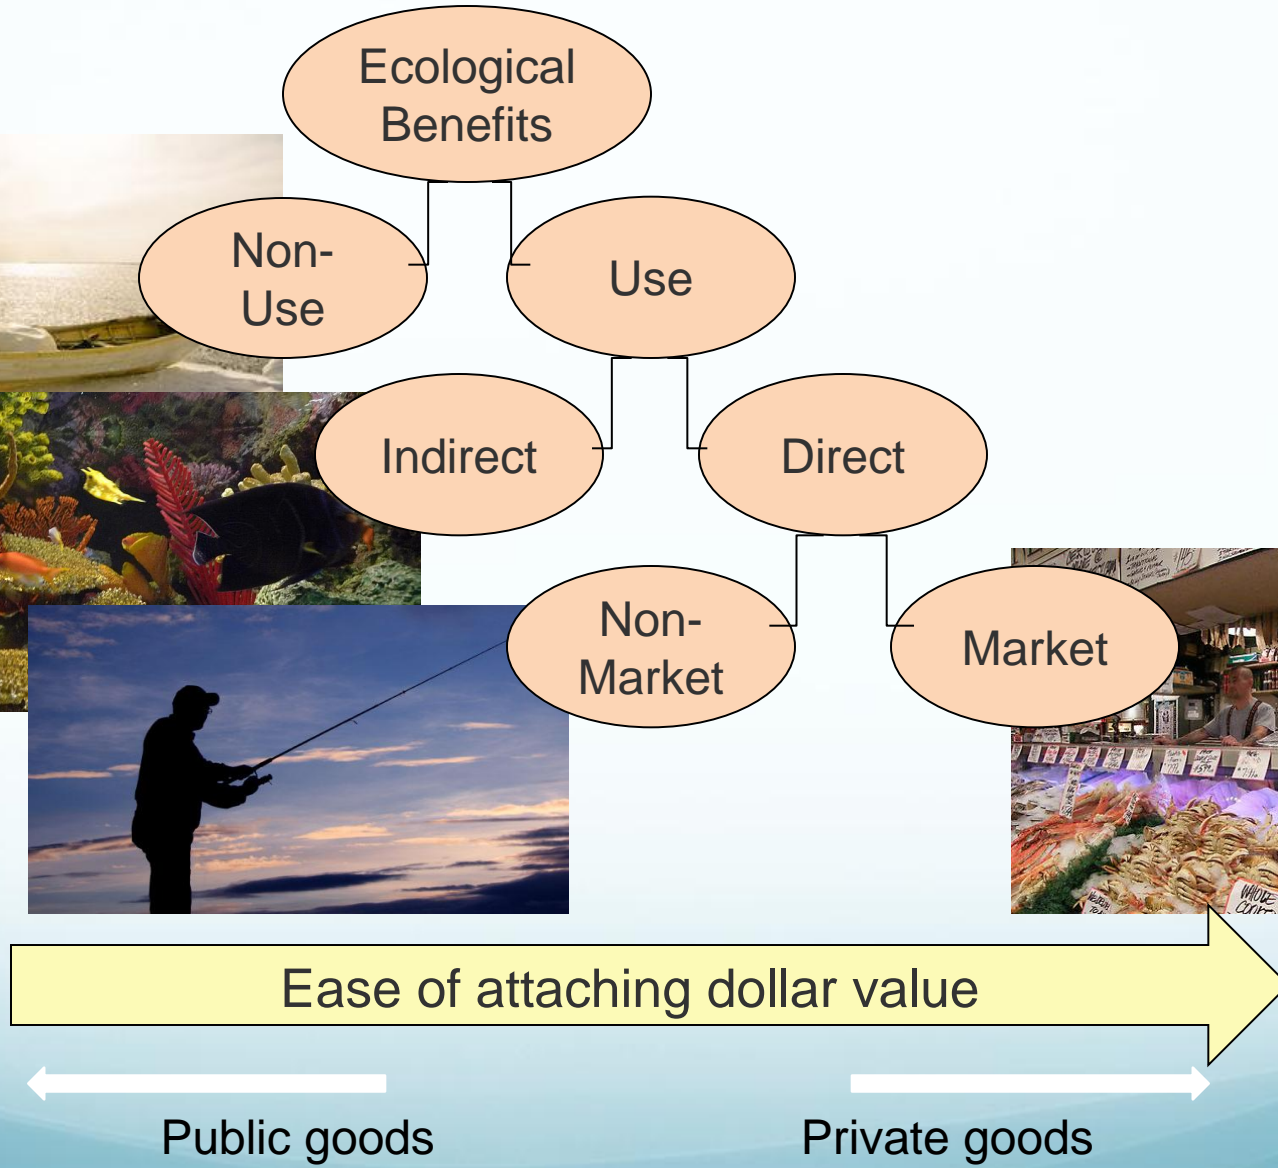 Ecological
Benefits
Non-
Use
Use
Indirect
Direct
Non-
Market
Market
WHOLE
Ease of attaching dollar value
Public goods
Private goods